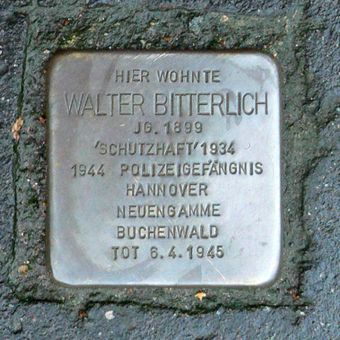 HIER WOHNTE
WALTER BITTERLICH
JG. 1899
'SCHUTZHAFT' 1934
1944 POLIZEIGEFÄNGNIS
HANNOVER
NEUENGAMME
BUCHENWALD
TOT 6.4.1945